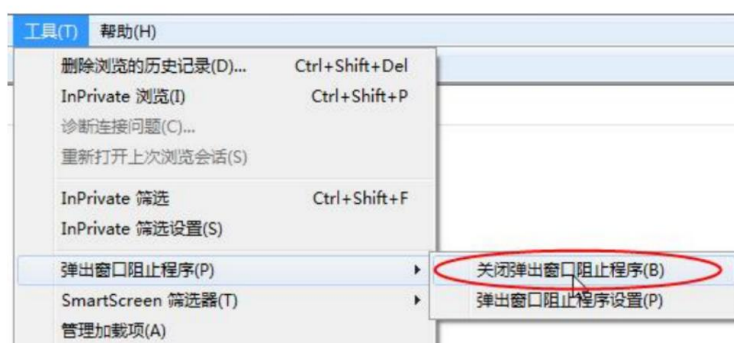 工具(T) 帮助(H)
删除浏览的历史记录(D)... Ctrl+Shift+Del
InPrivate 浏览(I) Ctrl+Shift+P
诊断连接问题(C)...
重新打开上次浏览会话(S)
InPrivate 筛选 Ctrl+Shift+F
InPrivate 筛选设置(S)
弹出窗口阻止程序(P) 关闭弹出窗口阻止程序(B)
SmartScreen 筛选器(T) 弹出窗口阻止程序设置(P)
管理加载项(A)